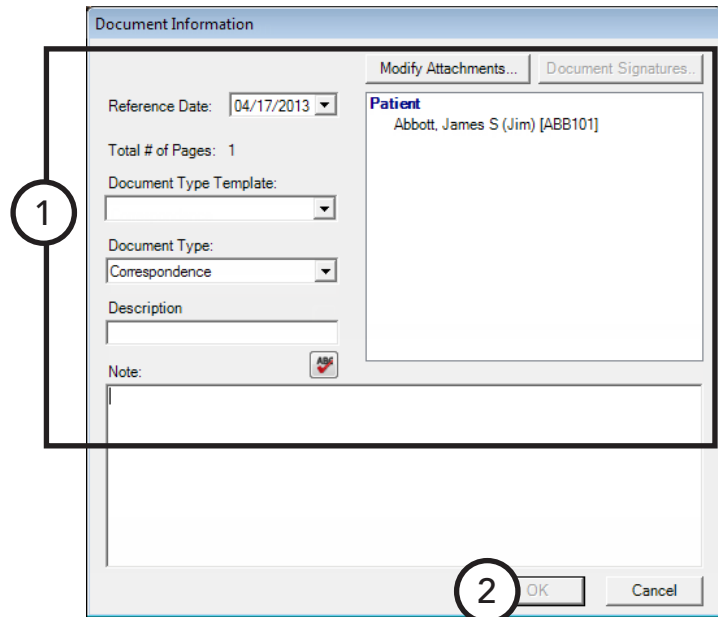 Document Information
Modify Attachments... Document Signatures..
Reference Date: 04/17/2013
Patient
Abbott, James S (Jim) [ABB101]
Total # of Pages: 1
Document Type Template:
1
Document Type:
Correspondence
Description
ABC
Note:
2
OK
Cancel